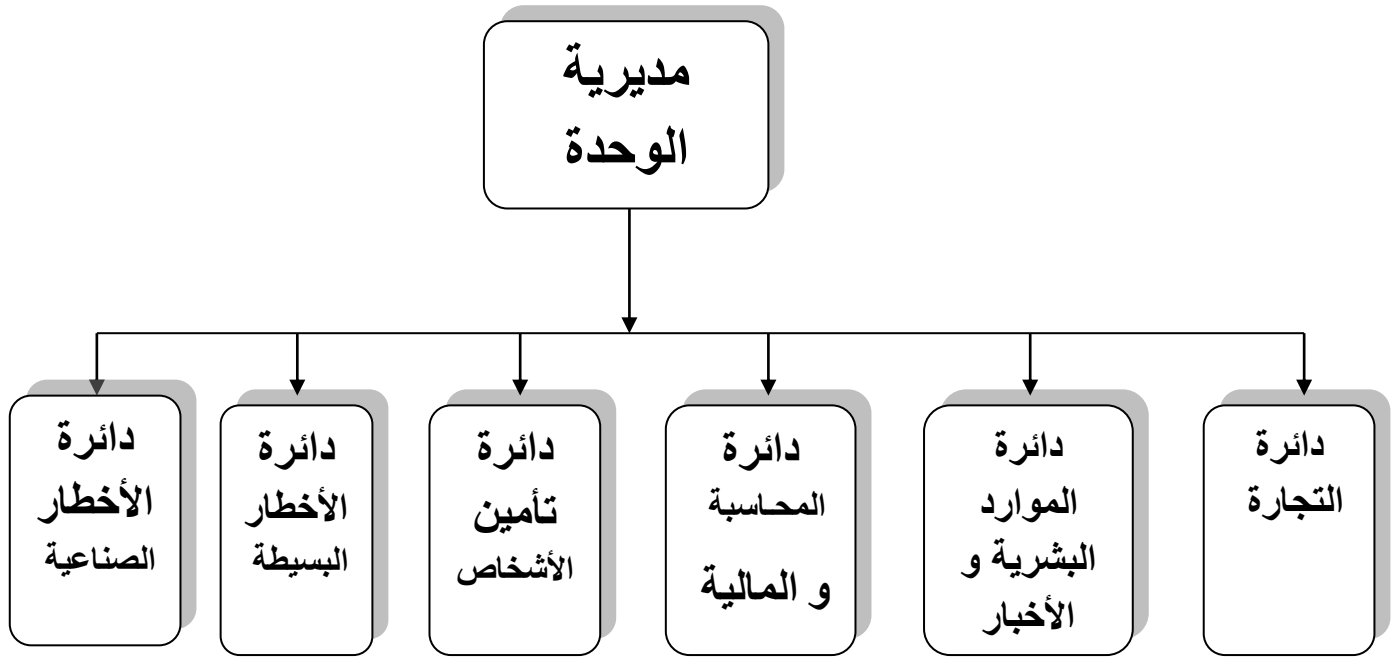 مديرية
الوحدة
دائرة
التجارة
دائرة
الموارد
البشرية و
الأخبار
دائرة
المحاسبة
و المالية
دائرة
تأمين
الأشخاص
دائرة
الأخطار
البسيطة
دائرة
الأخطار
الصناعية